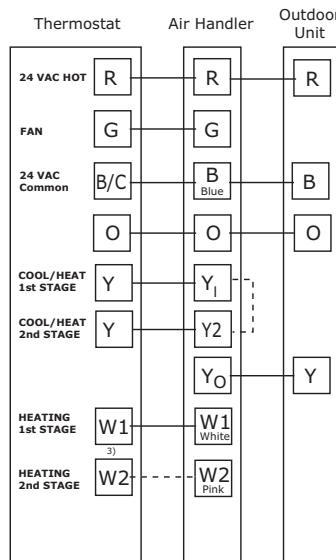 Thermostat Air Handler Outdoor
Unit
24 VAC HOT R R R
FAN G G
24 VAC
Common B/C B B
Blue
O O O
COOL/HEAT
1st STAGE Y YI
COOL/HEAT
2nd STAGE Y Y2
YO Y
HEATING
1st STAGE W1 W1
3) White
HEATING
2nd STAGE W2 W2
Pink